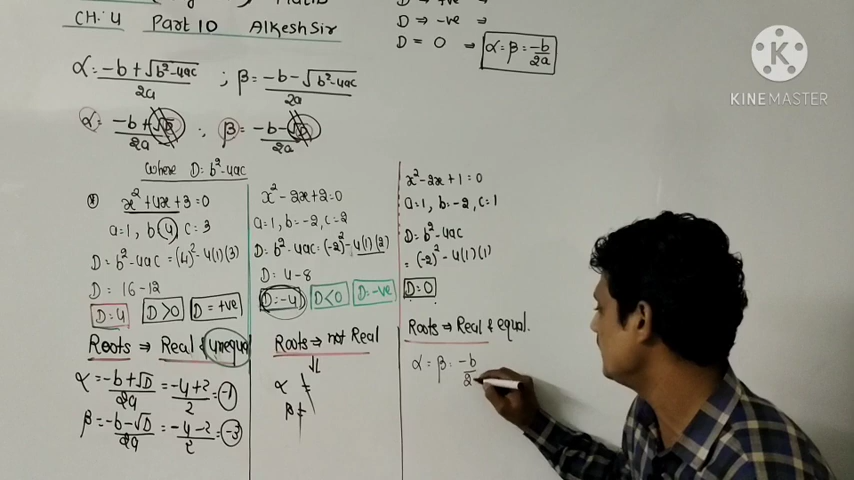 CH: 4 Part 10 Alkesh Sir
α = -b + √b²-4ac / 2a ; β = -b - √b²-4ac / 2a
α = -b + √D / 2a ; β = -b - √D / 2a
where D: b²-4ac
D ⇒ -ve ⇒
D = 0 ⇒ α = β = -b / 2a
KINEMASTER
x² + 4x + 3 = 0
a=1, b 4, c = 3
D = b²-4ac = (4)² - 4(1)(3)
D = 16-12
D = 4 D>0 D = +ve
Roots ⇒ Real & unequal
α = -b+√D / 2a = -4+2 / 2 = -1
β = -b-√D / 2a = -4-2 / 2 = -3
x² - 2x + 2 = 0
a=1, b=-2, c=2
D: b²-4ac = (-2)² - 4(1)(2)
D: 4-8
D = -4 D<0 D=-ve
Roots ⇒ not Real
α ≠
β ≠
x² - 2x + 1 = 0
a=1, b=-2, c=1
D = b²-4ac
= (-2)² - 4(1)(1)
D = 0
Roots ⇒ Real & equal.
α = β = -b / 2